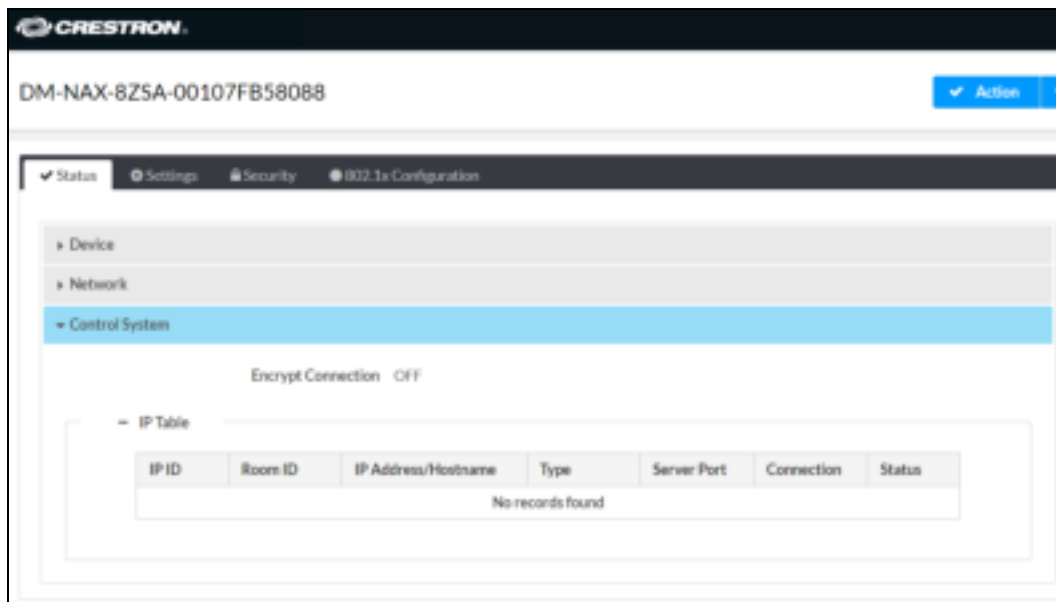 CRESTRON.
DM-NAX-8ZSA-00107FB58088
Action
Status Settings Security 802.1x Configuration
Device
Network
Control System
Encrypt Connection OFF
IP Table
IP ID Room ID IP Address/Hostname Type Server Port Connection Status
No records found